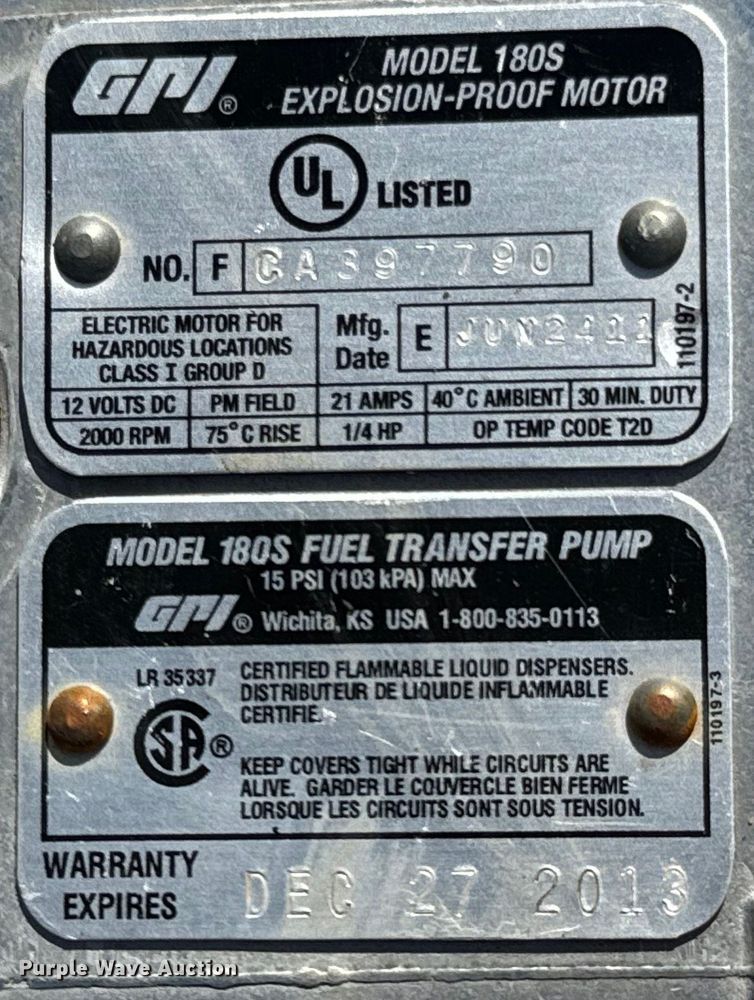 GPI® MODEL 180S
EXPLOSION-PROOF MOTOR
UL LISTED
NO. F CA397790
ELECTRIC MOTOR FOR
HAZARDOUS LOCATIONS
CLASS I GROUP D
Mfg.
Date E JUN2411
110197-2
12 VOLTS DC PM FIELD 21 AMPS 40°C AMBIENT 30 MIN. DUTY
2000 RPM 75°C RISE 1/4 HP OP TEMP CODE T2D
MODEL 180S FUEL TRANSFER PUMP
15 PSI (103 kPA) MAX
GPI® Wichita, KS USA 1-800-835-0113
LR 35337
SA®
CERTIFIED FLAMMABLE LIQUID DISPENSERS.
DISTRIBUTEUR DE LIQUIDE INFLAMMABLE
CERTIFIE.
KEEP COVERS TIGHT WHILE CIRCUITS ARE
ALIVE. GARDER LE COUVERCLE BIEN FERME
LORSQUE LES CIRCUITS SONT SOUS TENSION.
110197-3
WARRANTY
EXPIRES DEC 27 2013
Purple Wave Auction